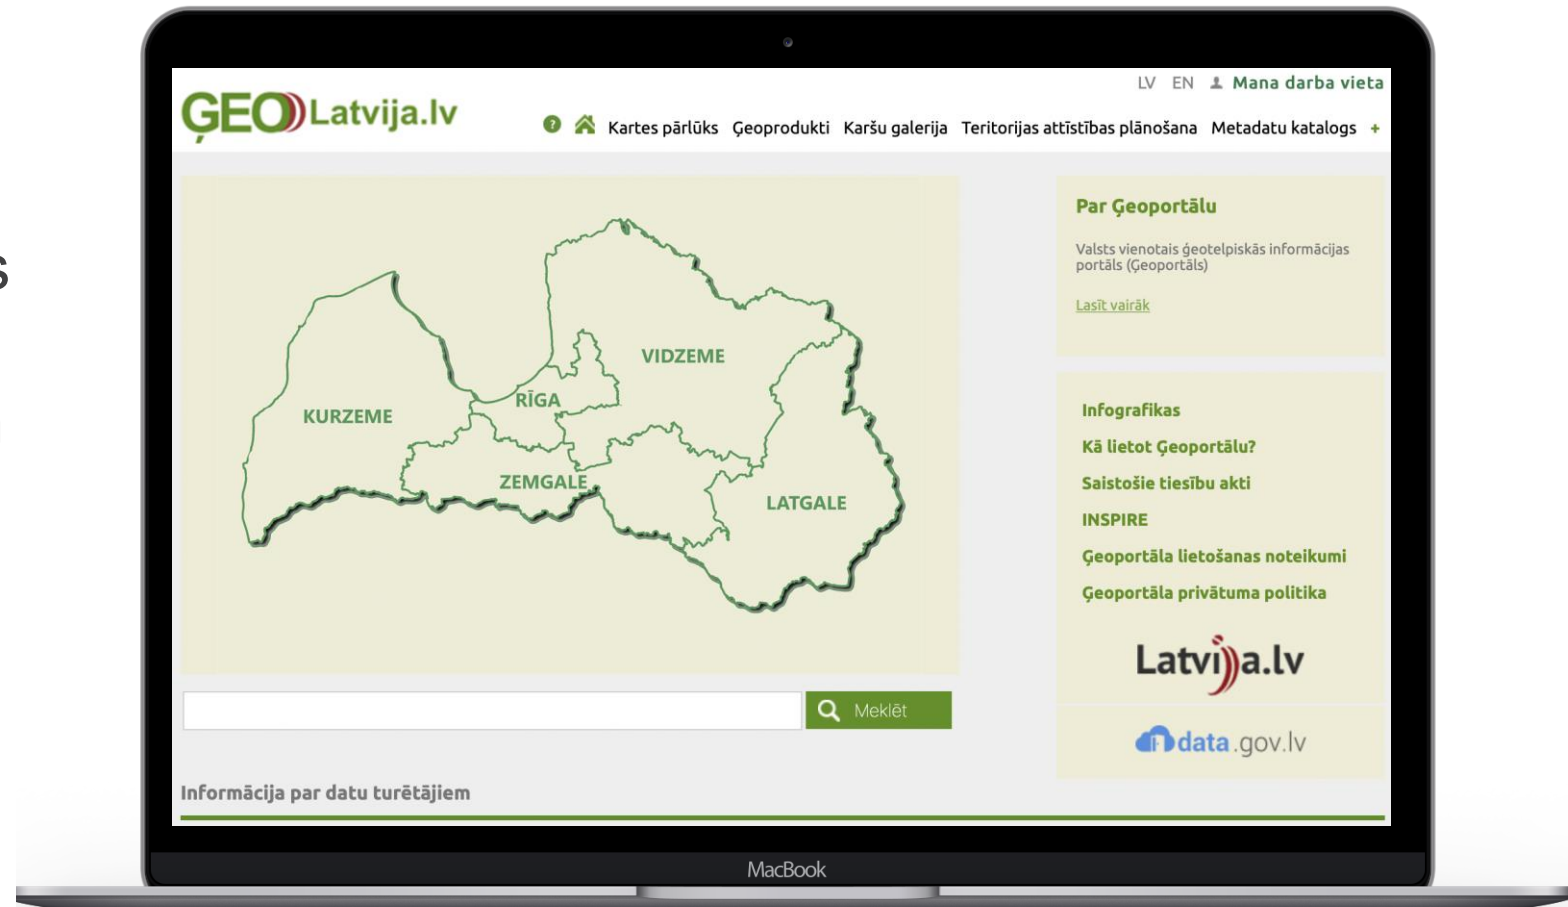 LV EN Mana darba vieta
ĢEO Latvija.lv
? Kartes pārlūks Ģeoprodukti Karšu galerija Teritorijas attīstības plānošana Metadatu katalogs +
s
VIDZEME
RĪGA
KURZEME
ZEMGALE
LATGALE
Meklēt
Informācija par datu turētājiem
Par Ģeoportālu
Valsts vienotais ģeotelpiskās informācijas
portāls (Ģeoportāls)
Lasīt vairāk
Infografikas
Kā lietot Ģeoportālu?
Saistošie tiesību akti
INSPIRE
Ģeoportāla lietošanas noteikumi
Ģeoportāla privātuma politika
Latvija.lv
data.gov.lv
MacBook